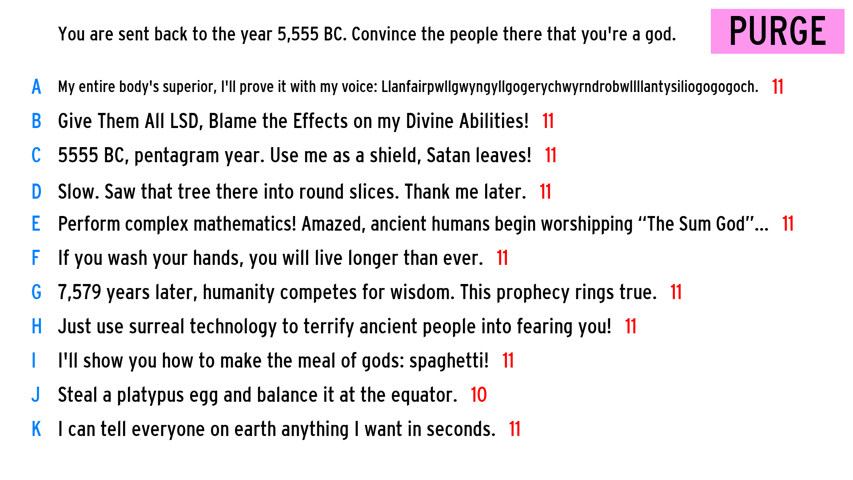 You are sent back to the year 5,555 BC. Convince the people there that you're a god.
PURGE
A My entire body's superior, I'll prove it with my voice: Llanfairpwllgwyngyllgogerychwyrndrobwllllantysiliogogogoch. 11
B Give Them All LSD, Blame the Effects on my Divine Abilities! 11
C 5555 BC, pentagram year. Use me as a shield, Satan leaves! 11
D Slow. Saw that tree there into round slices. Thank me later. 11
E Perform complex mathematics! Amazed, ancient humans begin worshipping “The Sum God”... 11
F If you wash your hands, you will live longer than ever. 11
G 7,579 years later, humanity competes for wisdom. This prophecy rings true. 11
H Just use surreal technology to terrify ancient people into fearing you! 11
I I'll show you how to make the meal of gods: spaghetti! 11
J Steal a platypus egg and balance it at the equator. 10
K I can tell everyone on earth anything I want in seconds. 11